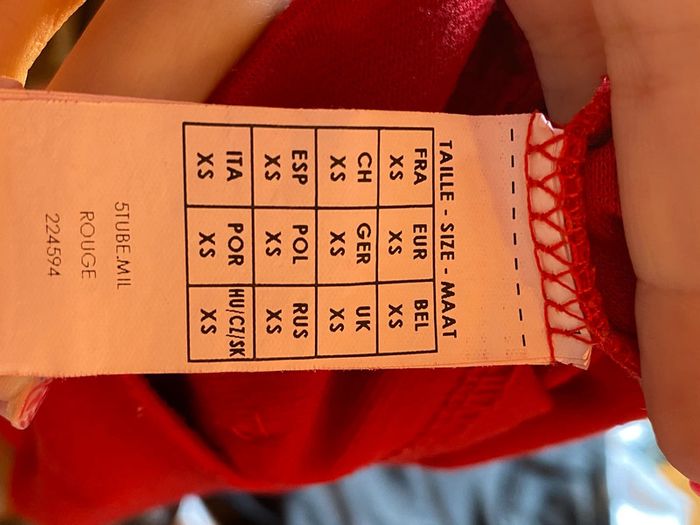 TAILLE - SIZE - MAAT
FRA EUR BEL
XS XS XS
CH GER UK
XS XS XS
ESP POL RUS
XS XS XS
ITA POR HU/CZ/SK
XS XS XS
5TUBE.MIL
ROUGE
224594